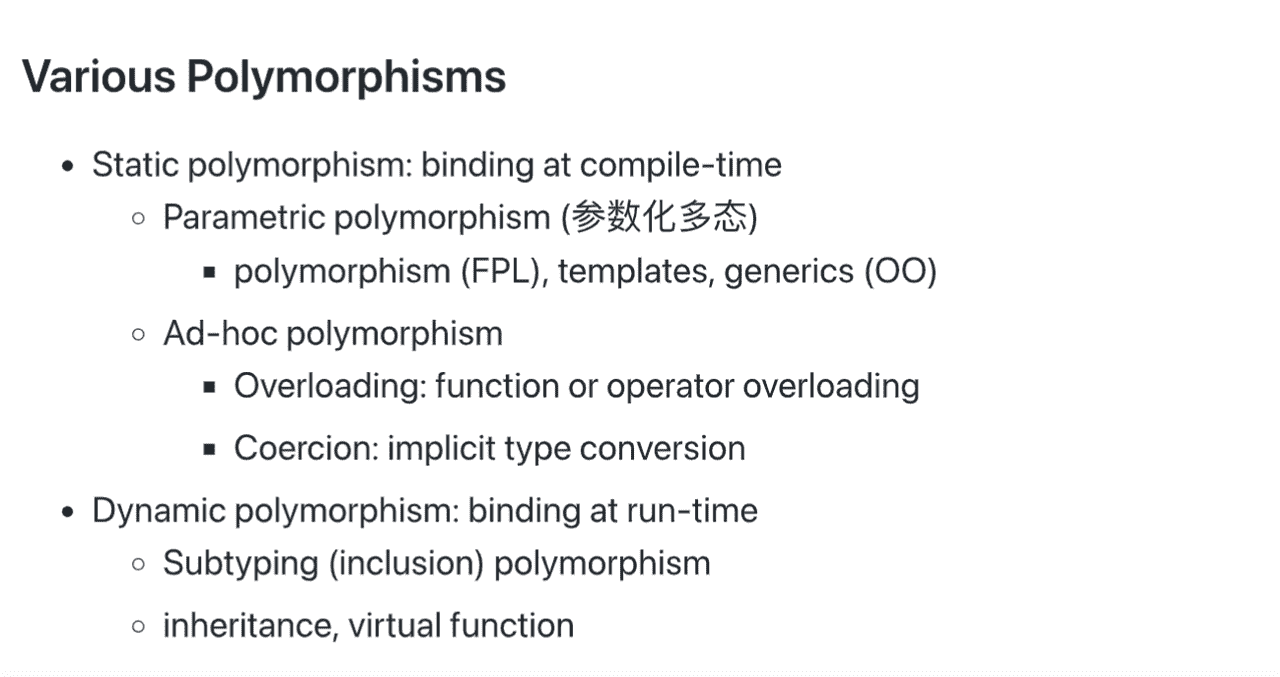 Various Polymorphisms
Static polymorphism: binding at compile-time
Parametric polymorphism (参数化多态)
polymorphism (FPL), templates, generics (OO)
Ad-hoc polymorphism
Overloading: function or operator overloading
Coercion: implicit type conversion
Dynamic polymorphism: binding at run-time
Subtyping (inclusion) polymorphism
inheritance, virtual function